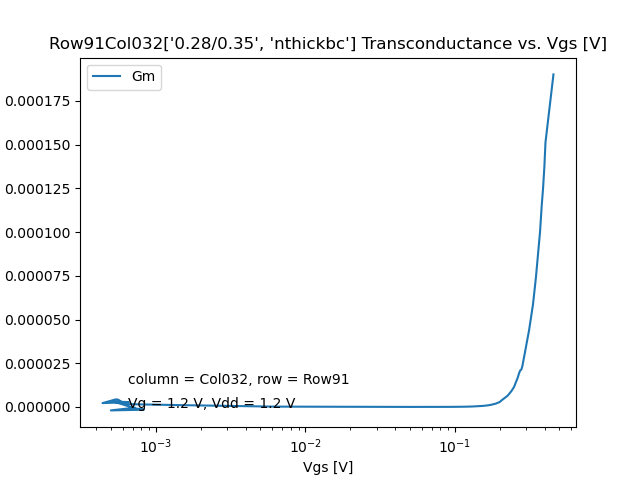 Row91Col032['0.28/0.35', 'nthickbc'] Transconductance vs. Vgs [V]
Gm
0.000175
0.000150
0.000125
0.000100
0.000075
0.000050
0.000025
0.000000
column = Col032, row = Row91
Vg = 1.2 V, Vdd = 1.2 V
10⁻³ 10⁻² 10⁻¹
Vgs [V]